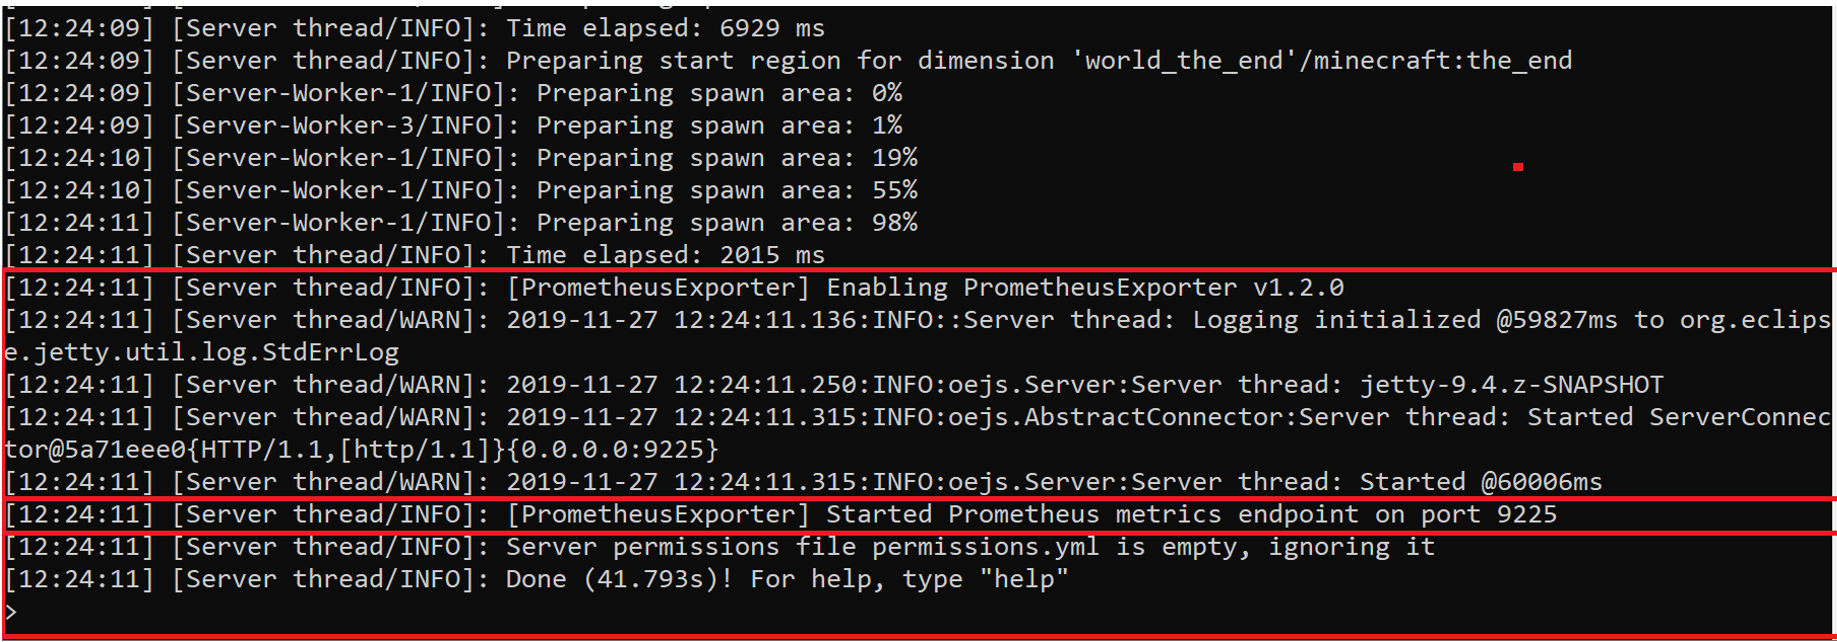 [12:24:09] [Server thread/INFO]: Time elapsed: 6929 ms
[12:24:09] [Server thread/INFO]: Preparing start region for dimension 'world_the_end'/minecraft:the_end
[12:24:09] [Server-Worker-1/INFO]: Preparing spawn area: 0%
[12:24:09] [Server-Worker-3/INFO]: Preparing spawn area: 1%
[12:24:10] [Server-Worker-1/INFO]: Preparing spawn area: 19%
[12:24:10] [Server-Worker-1/INFO]: Preparing spawn area: 55%
[12:24:11] [Server-Worker-1/INFO]: Preparing spawn area: 98%
[12:24:11] [Server thread/INFO]: Time elapsed: 2015 ms
[12:24:11] [Server thread/INFO]: [PrometheusExporter] Enabling PrometheusExporter v1.2.0
[12:24:11] [Server thread/WARN]: 2019-11-27 12:24:11.136:INFO::Server thread: Logging initialized @59827ms to org.eclips
e.jetty.util.log.StdErrLog
[12:24:11] [Server thread/WARN]: 2019-11-27 12:24:11.250:INFO:oejs.Server:Server thread: jetty-9.4.z-SNAPSHOT
[12:24:11] [Server thread/WARN]: 2019-11-27 12:24:11.315:INFO:oejs.AbstractConnector:Server thread: Started ServerConnec
tor@5a71eee0{HTTP/1.1,[http/1.1]}{0.0.0.0:9225}
[12:24:11] [Server thread/WARN]: 2019-11-27 12:24:11.315:INFO:oejs.Server:Server thread: Started @60006ms
[12:24:11] [Server thread/INFO]: [PrometheusExporter] Started Prometheus metrics endpoint on port 9225
[12:24:11] [Server thread/INFO]: Server permissions file permissions.yml is empty, ignoring it
[12:24:11] [Server thread/INFO]: Done (41.793s)! For help, type "help"
>